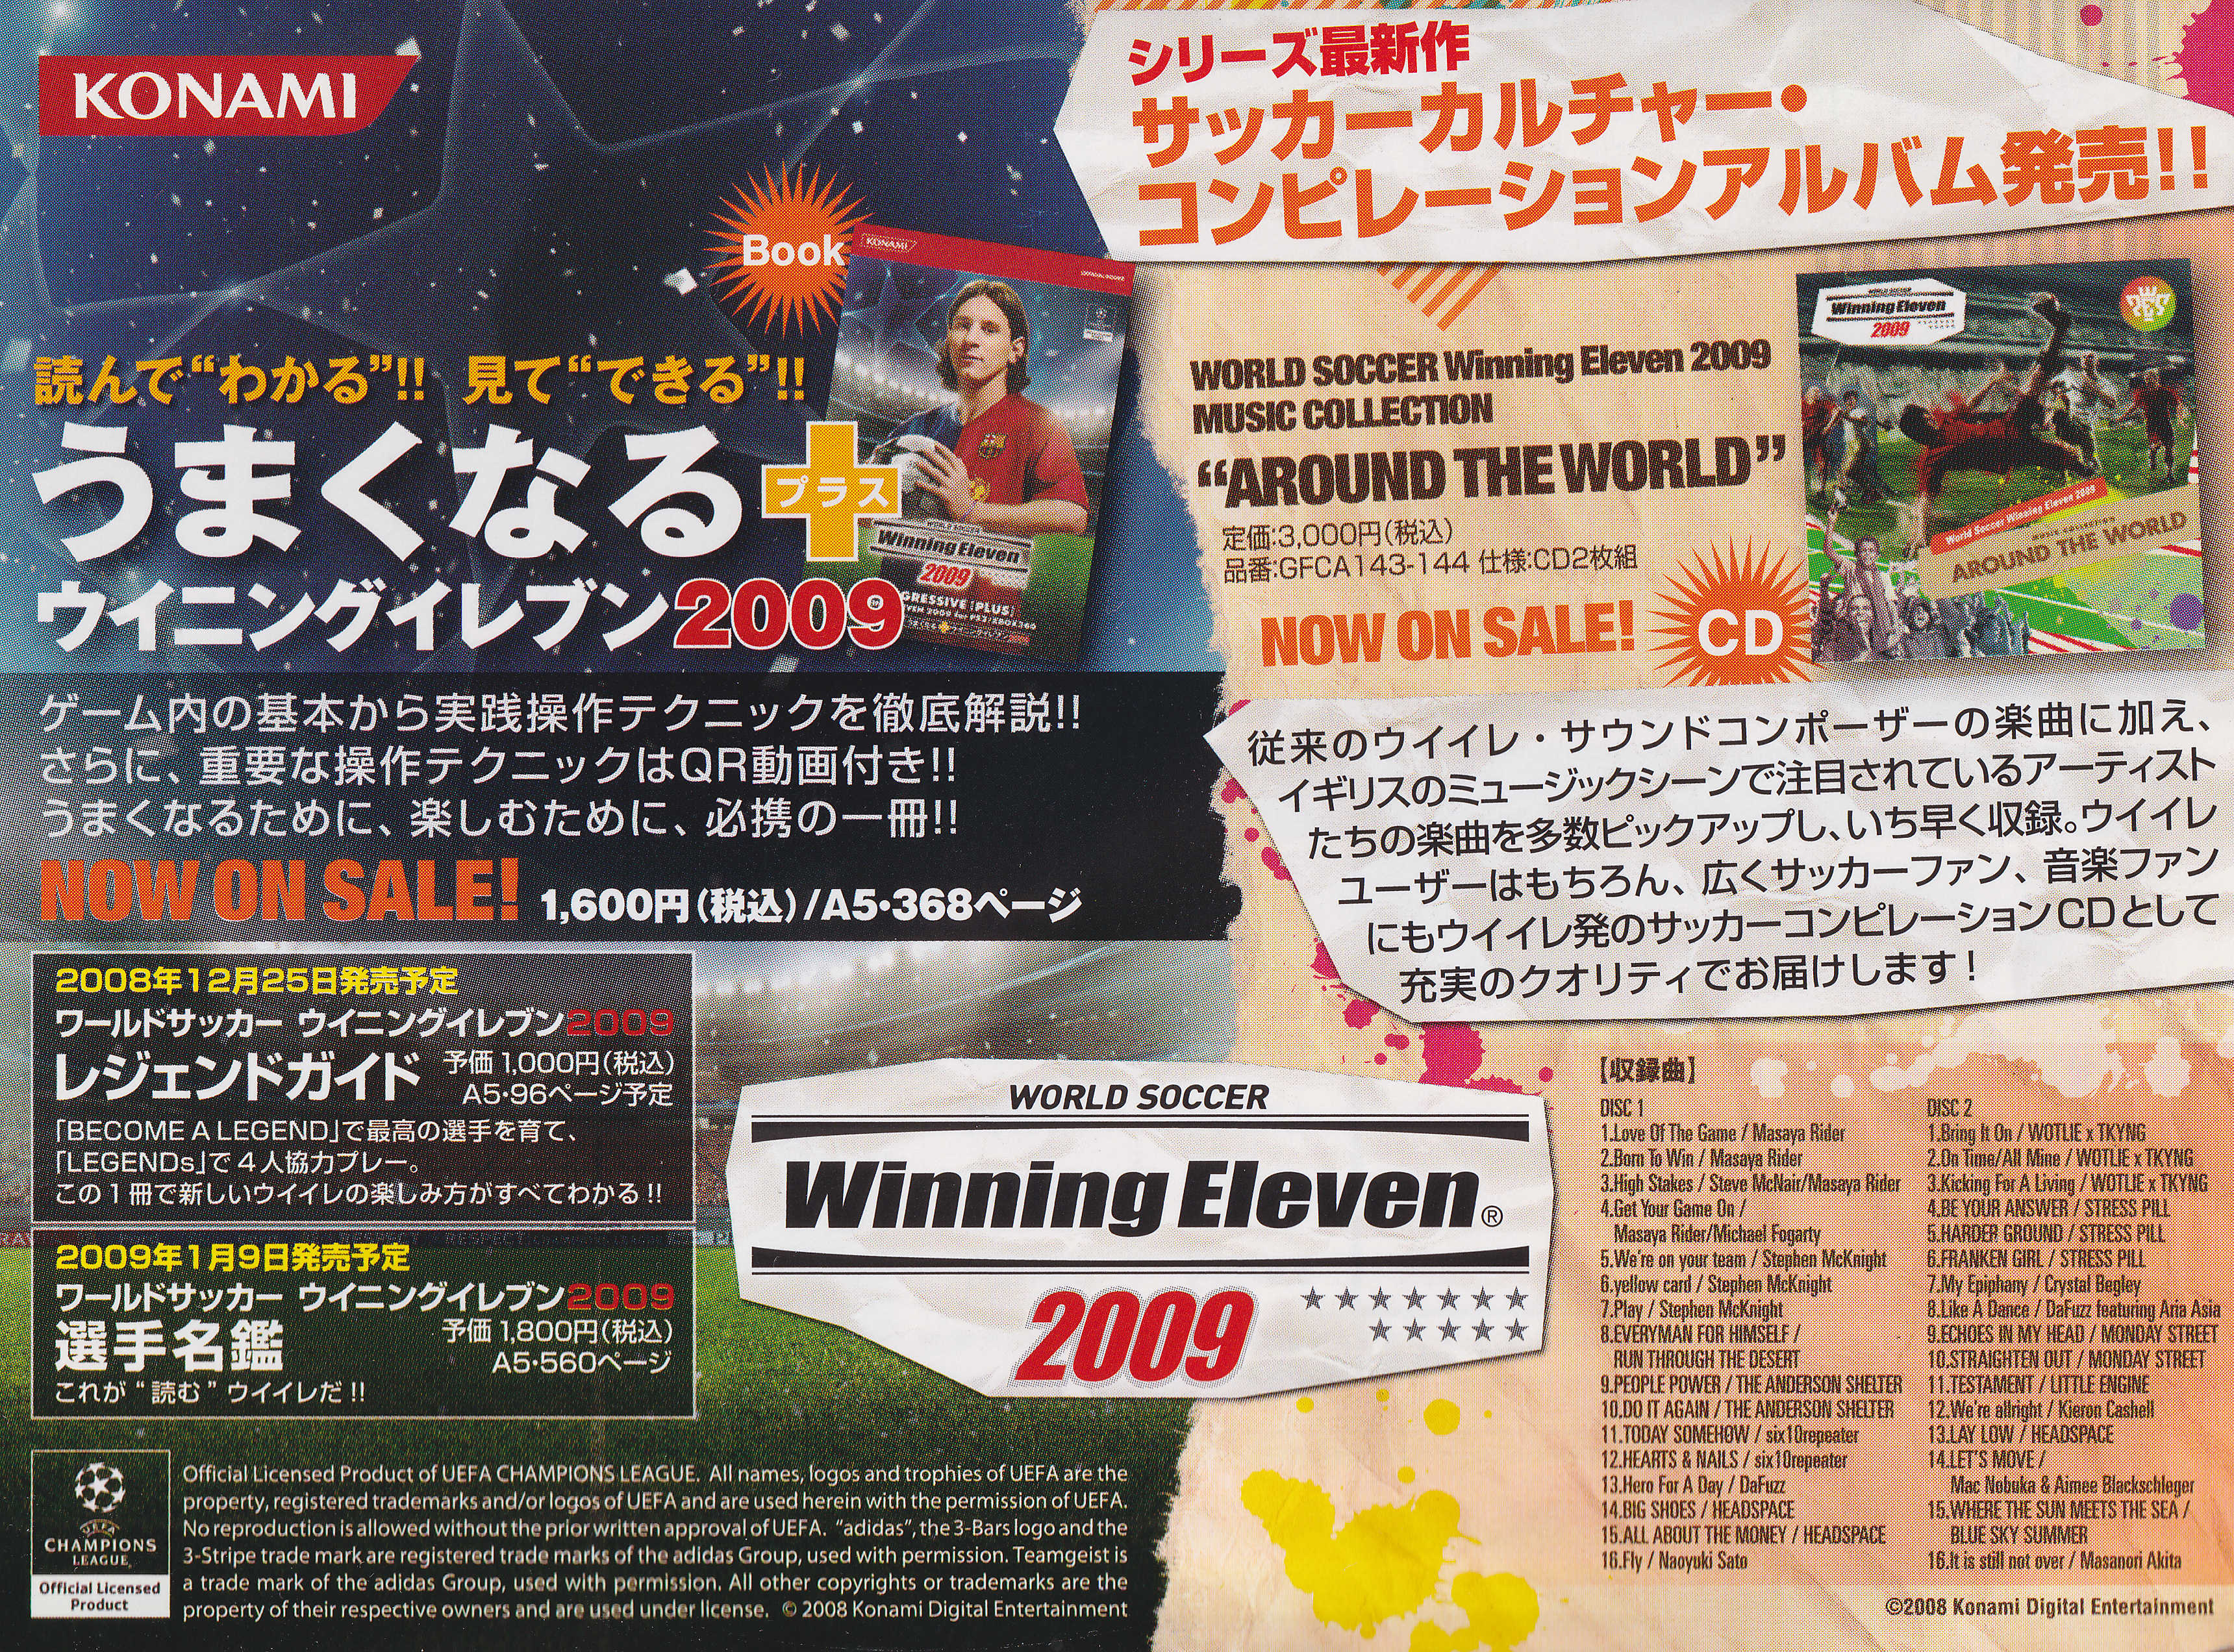 KONAMI
Book
読んで“わかる”!! 見て“できる”!!
うまくなる
プラス
ウイニングイレブン2009
KONAMI
WORLD SOCCER
Winning Eleven
2009
ゲーム内の基本から実践操作テクニックを徹底解説!!
さらに、重要な操作テクニックはQR動画付き!!
うまくなるために、楽しむために、必携の一冊!!
NOW ON SALE! 1,600円(税込)/A5・368ページ
2008年12月25日発売予定
ワールドサッカー ウイニングイレブン2009
レジェンドガイド
予価 1,000円(税込)
A5・96ページ予定
「BECOME A LEGEND」で最高の選手を育て、
「LEGENDs」で4人協力プレー。
この1冊で新しいウイイレの楽しみ方がすべてわかる!!
2009年1月9日発売予定
ワールドサッカー ウイニングイレブン2009
選手名鑑
予価 1,800円(税込)
A5・560ページ
これが“読む”ウイイレだ!!
UEFA
CHAMPIONS
LEAGUE
Official Licensed
Product
Official Licensed Product of UEFA CHAMPIONS LEAGUE. All names, logos and trophies of UEFA are the
property, registered trademarks and/or logos of UEFA and are used herein with the permission of UEFA.
No reproduction is allowed without the prior written approval of UEFA. "adidas", the 3-Bars logo and the
3-Stripe trade mark are registered trade marks of the adidas Group, used with permission. Teamgeist is
a trade mark of the adidas Group, used with permission. All other copyrights or trademarks are the
property of their respective owners and are used under license. © 2008 Konami Digital Entertainment
シリーズ最新作
サッカーカルチャー・
コンピレーションアルバム発売!!
WORLD SOCCER Winning Eleven 2009
MUSIC COLLECTION
“AROUND THE WORLD”
定価:3,000円(税込)
品番:GFCA143-144 仕様:CD2枚組
NOW ON SALE!
CD
WORLD SOCCER
Winning Eleven
2009
World Soccer Winning Eleven 2009
MUSIC COLLECTION
AROUND THE WORLD
従来のウイイレ・サウンドコンポーザーの楽曲に加え、
イギリスのミュージックシーンで注目されているアーティスト
たちの楽曲を多数ピックアップし、いち早く収録。ウイイレ
ユーザーはもちろん、広くサッカーファン、音楽ファン
にもウイイレ発のサッカーコンピレーションCDとして
充実のクオリティでお届けします!
WORLD SOCCER
Winning Eleven®
2009
【収録曲】
DISC 1
1.Love Of The Game / Masaya Rider
2.Born To Win / Masaya Rider
3.High Stakes / Steve McNair/Masaya Rider
4.Get Your Game On /
Masaya Rider/Michael Fogarty
5.We're on your team / Stephen McKnight
6.yellow card / Stephen McKnight
7.Play / Stephen McKnight
8.EVERYMAN FOR HIMSELF /
RUN THROUGH THE DESERT
9.PEOPLE POWER / THE ANDERSON SHELTER
10.DO IT AGAIN / THE ANDERSON SHELTER
11.TODAY SOMEHOW / six10repeater
12.HEARTS & NAILS / six10repeater
13.Hero For A Day / DaFuzz
14.BIG SHOES / HEADSPACE
15.ALL ABOUT THE MONEY / HEADSPACE
16.Fly / Naoyuki Sato
DISC 2
1.Bring It On / WOTLIE x TKYNG
2.On Time/All Mine / WOTLIE x TKYNG
3.Kicking For A Living / WOTLIE x TKYNG
4.BE YOUR ANSWER / STRESS PILL
5.HARDER GROUND / STRESS PILL
6.FRANKEN GIRL / STRESS PILL
7.My Epiphany / Crystal Begley
8.Like A Dance / DaFuzz featuring Aria Asia
9.ECHOES IN MY HEAD / MONDAY STREET
10.STRAIGHTEN OUT / MONDAY STREET
11.TESTAMENT / LITTLE ENGINE
12.We're allright / Kieron Cashell
13.LAY LOW / HEADSPACE
14.LET'S MOVE /
Mac Nobuka & Aimee Blackschleger
15.WHERE THE SUN MEETS THE SEA /
BLUE SKY SUMMER
16.It is still not over / Masanori Akita
©2008 Konami Digital Entertainment